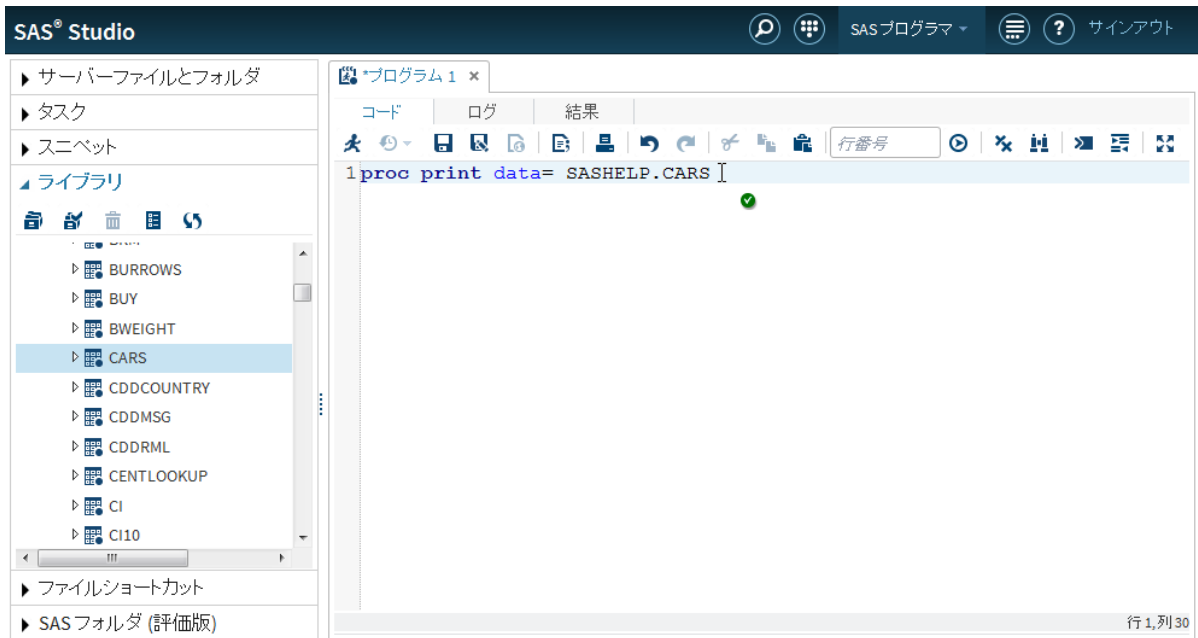 SAS® Studio
SASプログラマ
サインアウト
サーバーファイルとフォルダ
タスク
スニペット
ライブラリ
BURROWS
BUY
BWEIGHT
CARS
CDDCOUNTRY
CDDMSG
CDDRML
CENTLOOKUP
CI
CI10
ファイルショートカット
SASフォルダ (評価版)
*プログラム 1
コード ログ 結果
行番号
1 proc print data= SASHELP.CARS
行 1,列 30